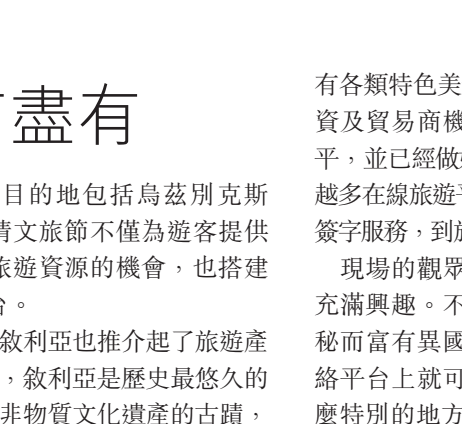 盡有
目的地包括烏茲別克斯
情文旅節不僅為遊客提供
旅遊資源的機會，也搭建
台。
敘利亞也推介起了旅遊產
，敘利亞是歷史最悠久的
非物質文化遺產的古蹟，
有各類特色美
資及貿易商機
平，並已經做
越多在線旅遊
簽字服務，到
現場的觀眾
充滿興趣。不
秘而富有異國
絡平台上就可
麼特別的地方